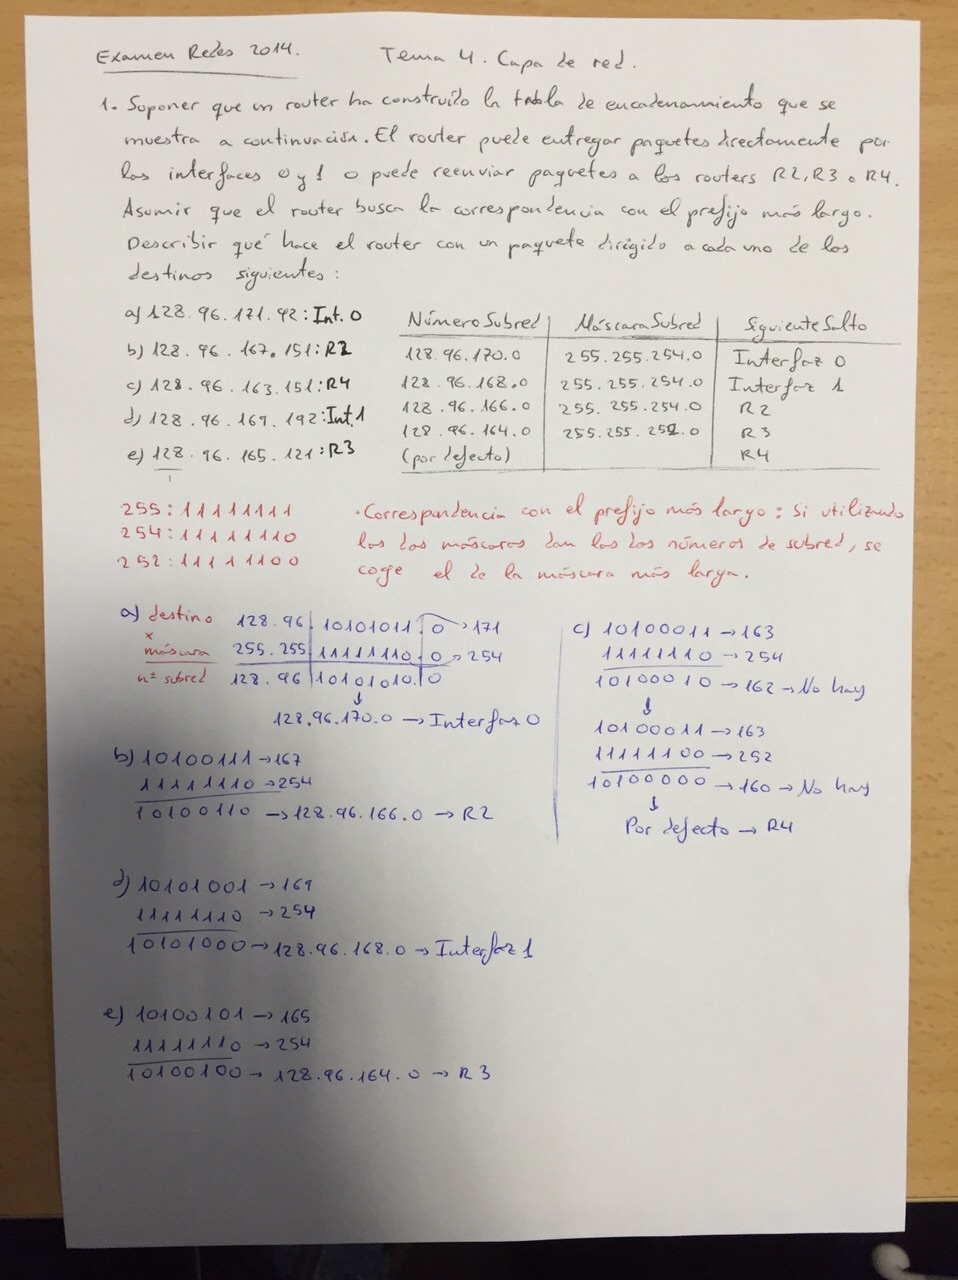 Examen Redes 2014. Tema 4. Capa de red.
1- Suponer que un router ha construido la tabla de encadenamiento que se
muestra a continuación. El router puede entregar paquetes directamente por
las interfaces 0 y 1 o puede reenviar paquetes a los routers R2, R3 o R4.
Asumir que el router busca la correspondencia con el prefijo más largo.
Describir qué hace el router con un paquete dirigido a cada uno de los
destinos siguientes:
a) 128.96.171.92: Int. 0
b) 128.96.167.151: R2
c) 128.96.163.151: R4
d) 128.96.169.192: Int. 1
e) 128.96.165.121: R3
Número Subred Máscara Subred Siguiente Salto
128.96.170.0 255.255.254.0 Interfaz 0
128.96.168.0 255.255.254.0 Interfaz 1
128.96.166.0 255.255.254.0 R2
128.96.164.0 255.255.252.0 R3
(por defecto) R4
255: 11111111
254: 11111110
252: 11111100
· Correspondencia con el prefijo más largo: Si utilizando
las dos máscaras dan los dos números de subred, se
coge el de la máscara más larga.
a) destino 128.96. 10101011.0 → 171
x
máscara 255.255 11111110.0 → 254
nº subred 128.96 10101010.0
↓
128.96.170.0 → Interfaz 0
b) 10100111 → 167
11111110 → 254
10100110 → 128.96.166.0 → R2
c) 10100011 → 163
11111110 → 254
10100010 → 162 → No hay
↓
10100011 → 163
11111100 → 252
10100000 → 160 → No hay
↓
Por defecto → R4
d) 10101001 → 169
11111110 → 254
10101000 → 128.96.168.0 → Interfaz 1
e) 10100101 → 165
11111110 → 254
10100100 → 128.96.164.0 → R3